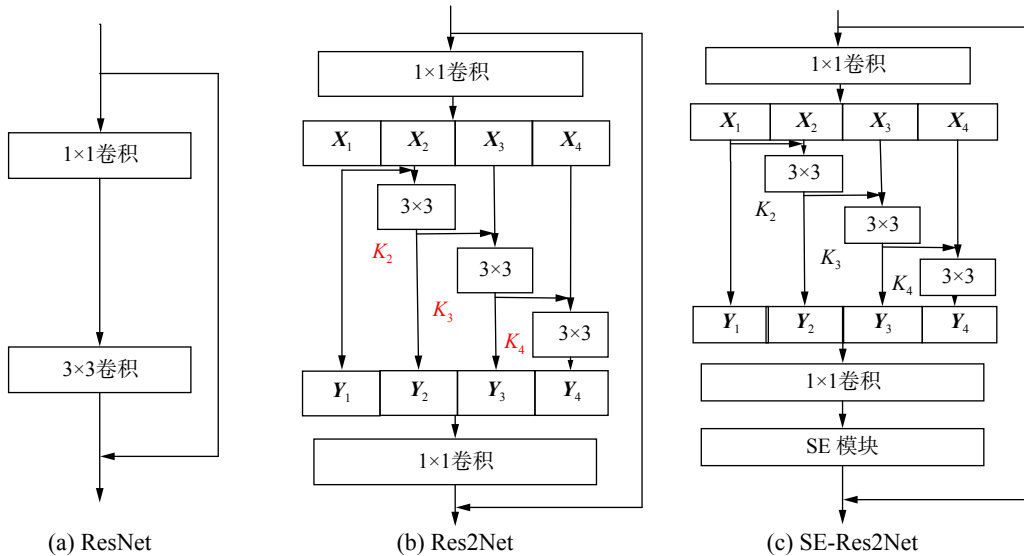 1×1卷积
3×3卷积
(a) ResNet
1×1卷积
X1 X2 X3 X4
3×3
K2
3×3
K3
3×3
K4
Y1 Y2 Y3 Y4
1×1卷积
(b) Res2Net
1×1卷积
X1 X2 X3 X4
3×3
K2
3×3
K3
3×3
K4
Y1 Y2 Y3 Y4
1×1卷积
SE 模块
(c) SE-Res2Net